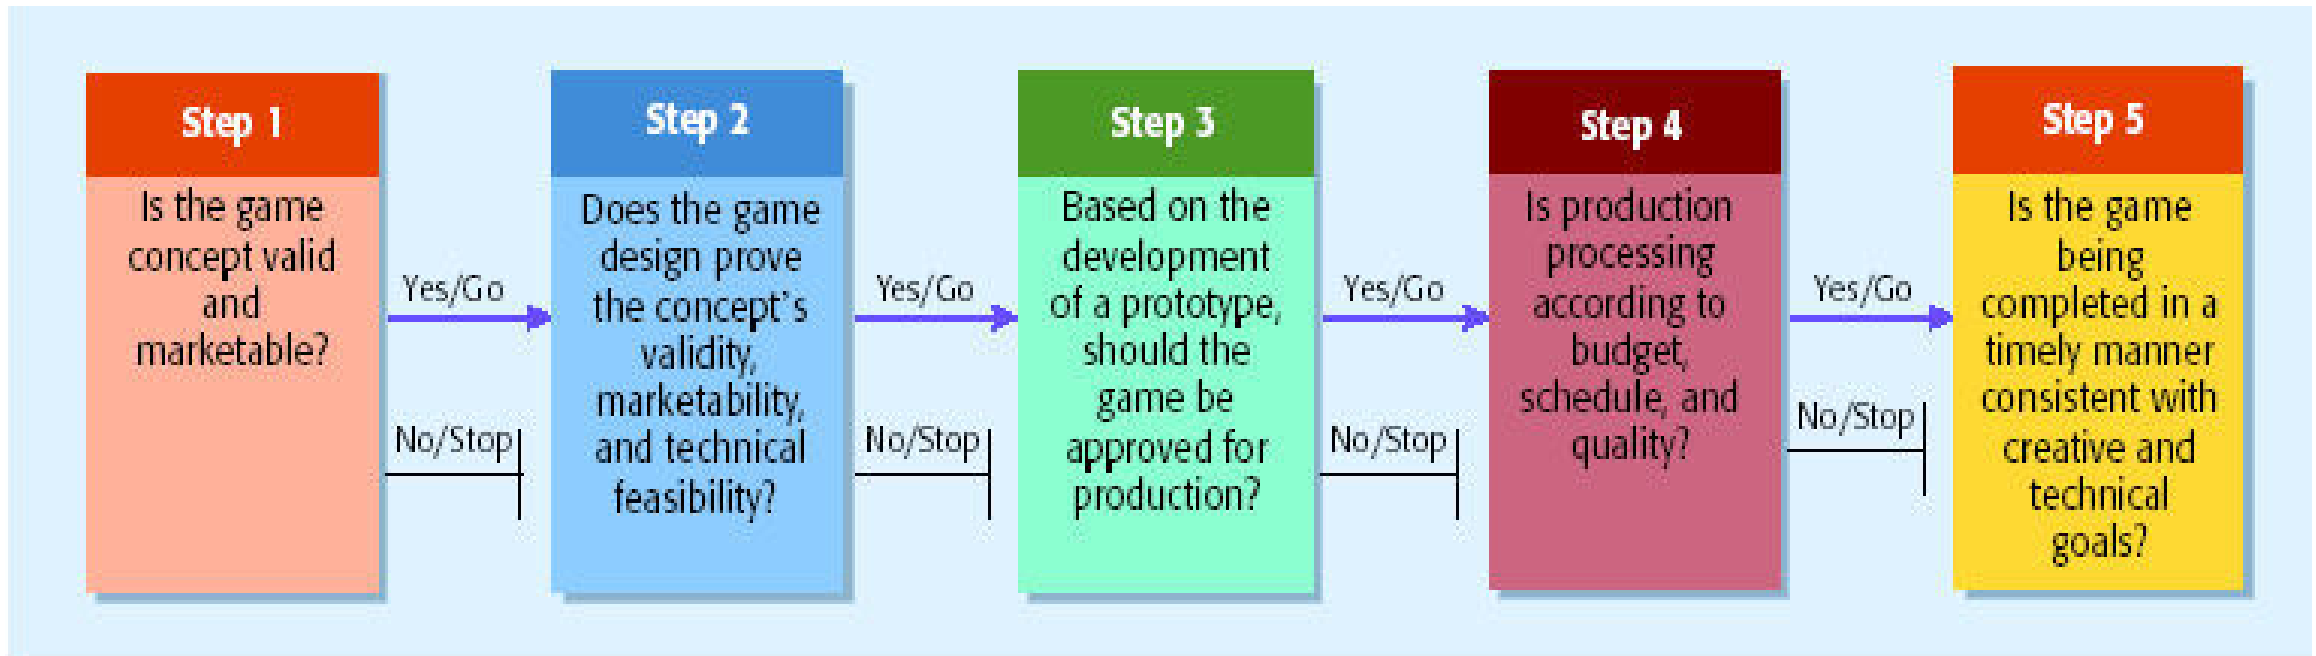 Step 1
Is the game
concept valid
and
marketable?
Yes/Go
No/Stop
Step 2
Does the game
design prove
the concept's
validity,
marketability,
and technical
feasibility?
Yes/Go
No/Stop
Step 3
Based on the
development
of a prototype,
should the
game be
approved for
production?
Yes/Go
No/Stop
Step 4
Is production
processing
according to
budget,
schedule, and
quality?
Yes/Go
No/Stop
Step 5
Is the game
being
completed in a
timely manner
consistent with
creative and
technical
goals?